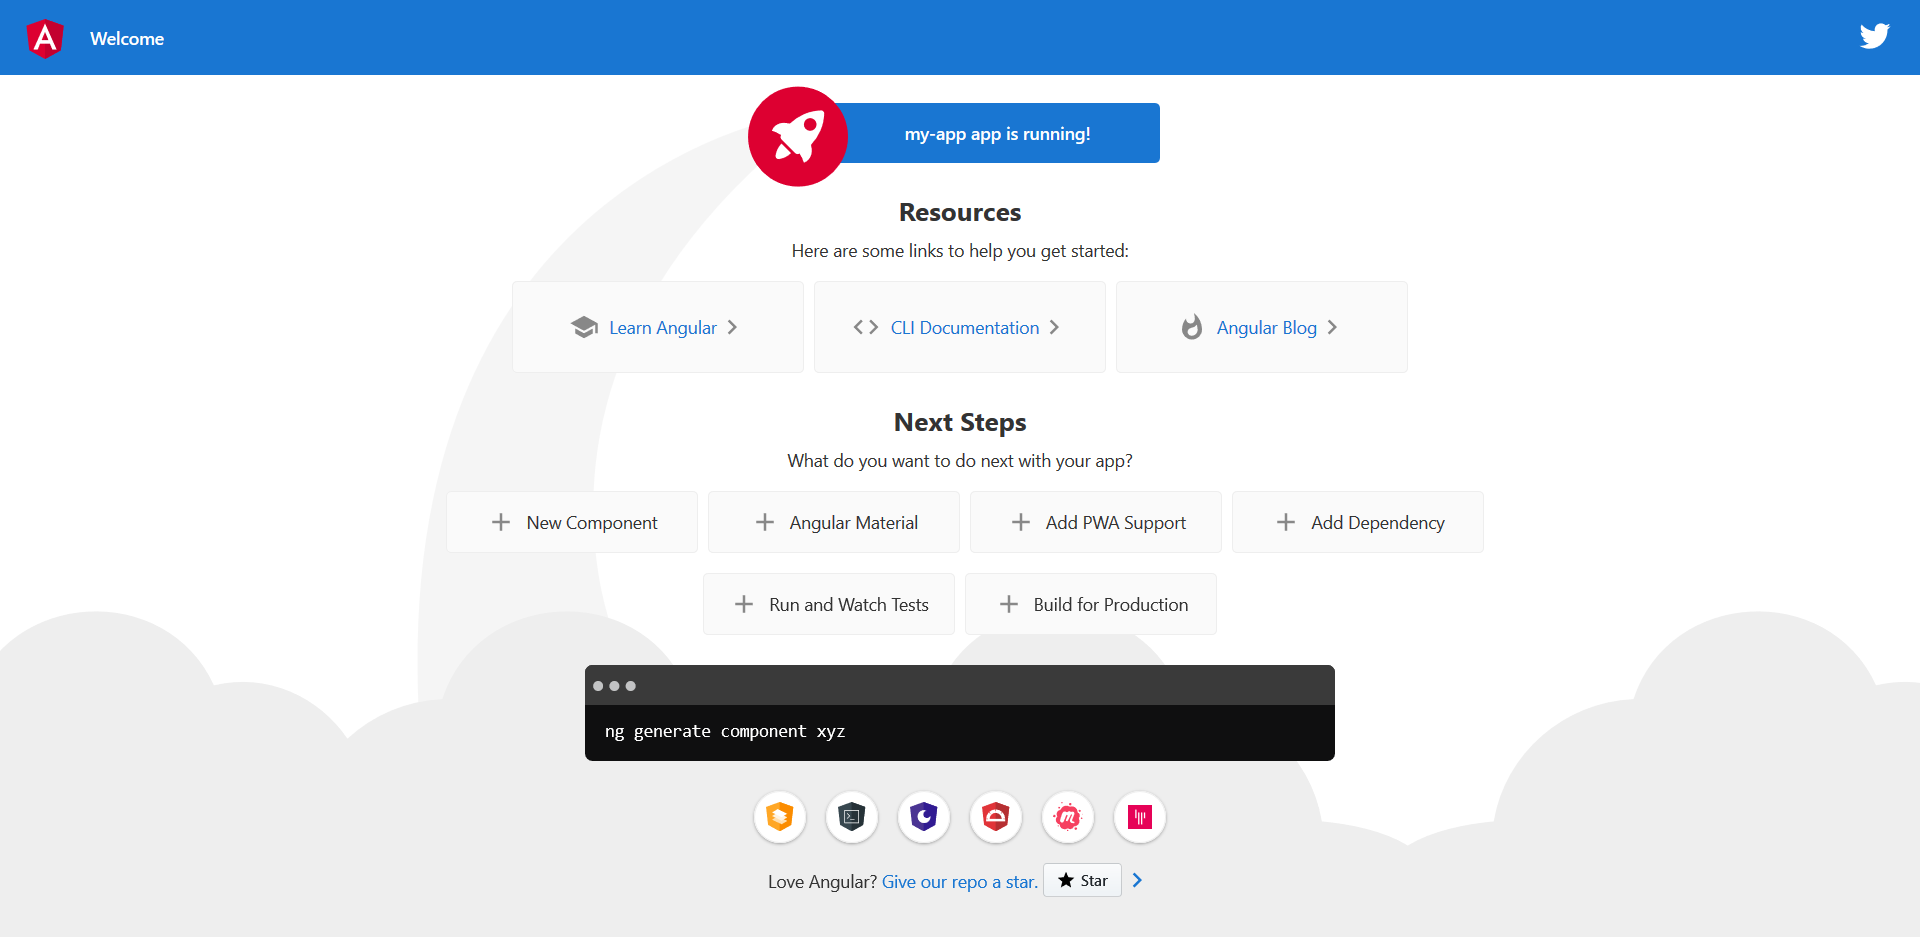 Welcome
my-app app is running!
Resources
Here are some links to help you get started:
Learn Angular
CLI Documentation
Angular Blog
Next Steps
What do you want to do next with your app?
New Component
Angular Material
Add PWA Support
Add Dependency
Run and Watch Tests
Build for Production
ng generate component xyz
Love Angular? Give our repo a star. Star